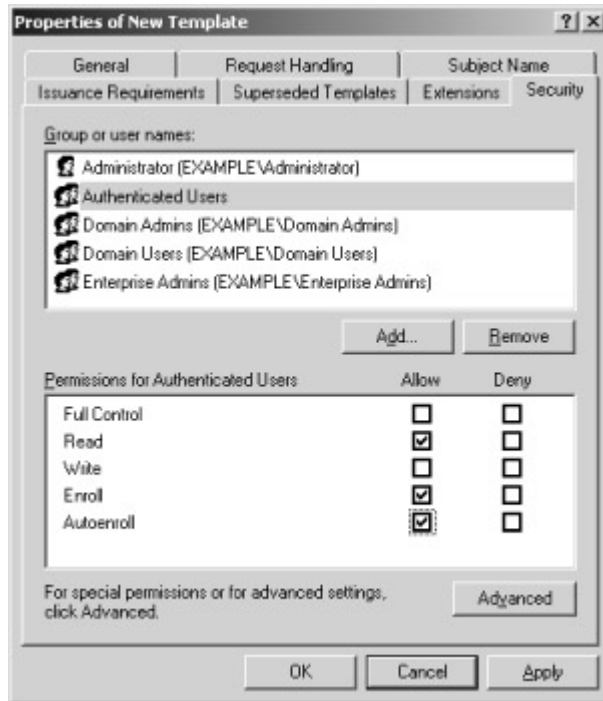 Properties of New Template
General Request Handling Subject Name
Issuance Requirements Superseded Templates Extensions Security
Group or user names:
Administrator (EXAMPLE\Administrator)
Authenticated Users
Domain Admins (EXAMPLE\Domain Admins)
Domain Users (EXAMPLE\Domain Users)
Enterprise Admins (EXAMPLE\Enterprise Admins)
Add... Remove
Permissions for Authenticated Users Allow Deny
Full Control
Read
Write
Enroll
Autoenroll
For special permissions or for advanced settings,
click Advanced.
Advanced
OK Cancel Apply